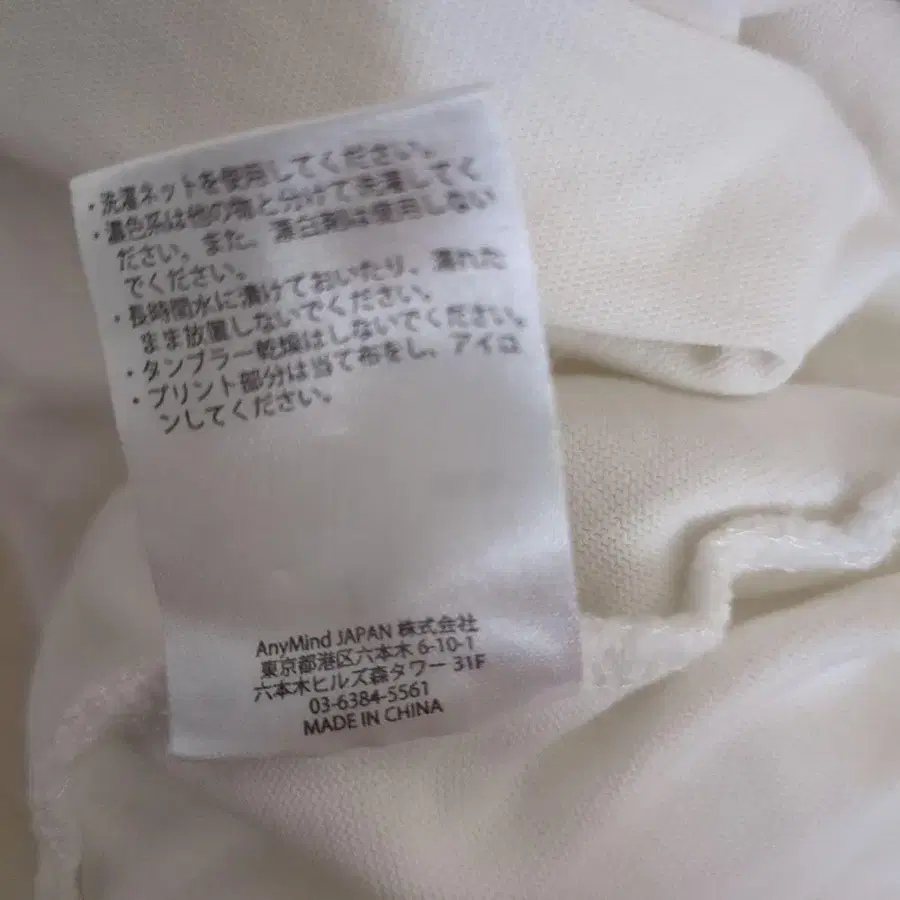 ・洗濯ネットを使用してください。
・濃色系は他の物と分けて洗濯してく
ださい。また、漂白剤は使用しない
でください。
・長時間水に漬けておいたり、濡れた
まま放置しないでください。
・タンブラー乾燥はしないでください。
・プリント部分は当て布をし、アイロ
ンしてください。
AnyMind JAPAN 株式会社
東京都港区六本木 6-10-1
六本木ヒルズ森タワー 31F
03-6384-5561
MADE IN CHINA